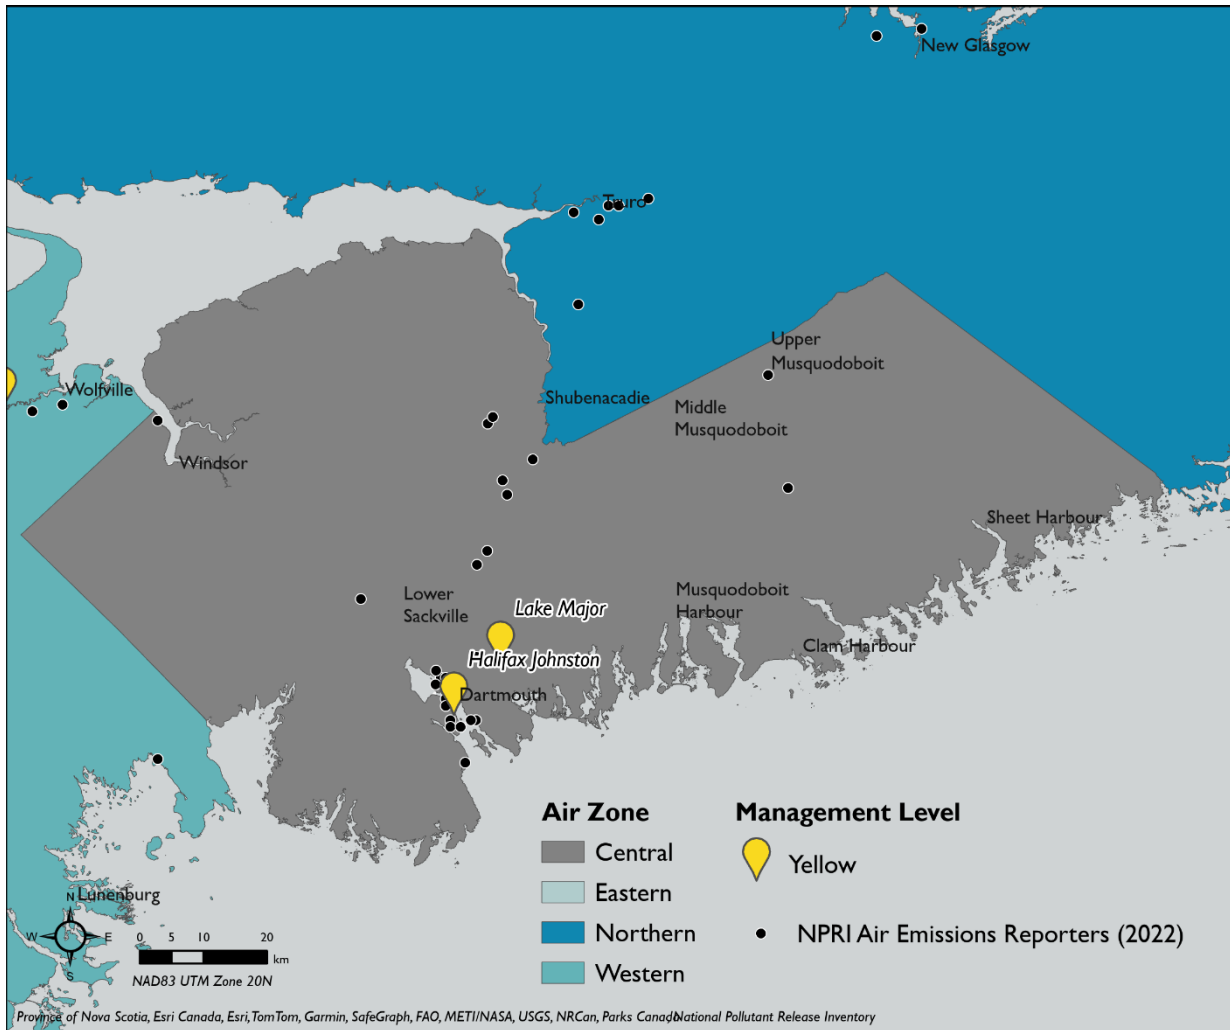 New Glasgow
Truro
Upper
Musquodoboit
Wolfville
Shubenacadie
Middle
Musquodoboit
Windsor
Sheet Harbour
Lower
Sackville
Musquodoboit
Harbour
Lake Major
Clam Harbour
Halifax Johnston
Dartmouth
Air Zone
Central
Eastern
Northern
Western
Management Level
Yellow
NPRI Air Emissions Reporters (2022)
Lunenburg
N
W
E
S
0 5 10 20
km
NAD83 UTM Zone 20N
Province of Nova Scotia, Esri Canada, Esri, TomTom, Garmin, SafeGraph, FAO, METI/NASA, USGS, NRCan, Parks Canada
National Pollutant Release Inventory